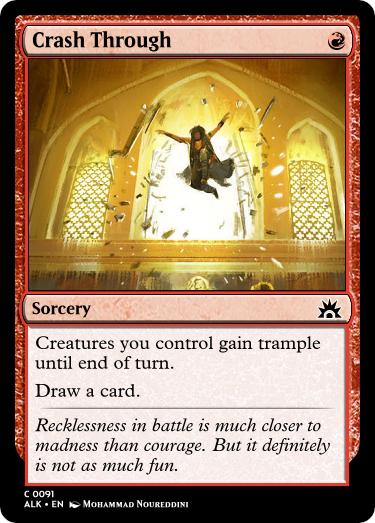 Crash Through
Sorcery
Creatures you control gain trample
until end of turn.
Draw a card.
Recklessness in battle is much closer to
madness than courage. But it definitely
is not as much fun.
C 0091
ALK • EN Mohammad Noureddini